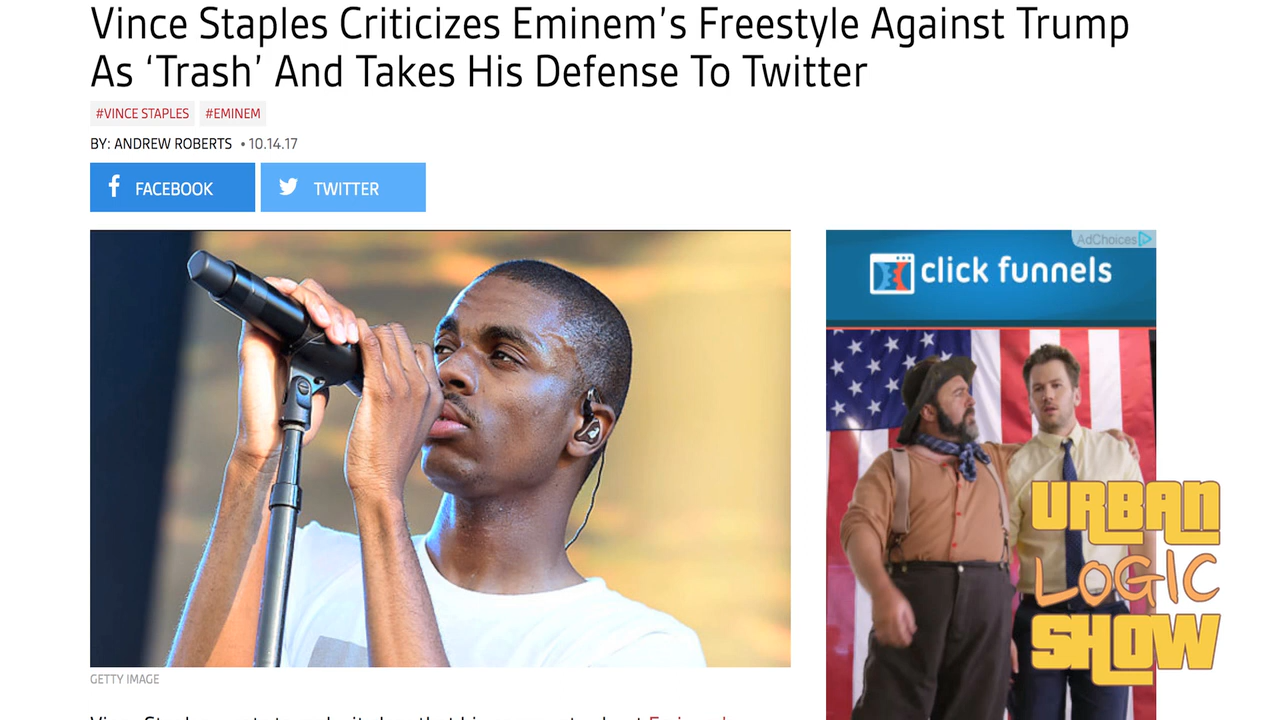 Vince Staples Criticizes Eminem’s Freestyle Against Trump
As ‘Trash’ And Takes His Defense To Twitter
#VINCE STAPLES #EMINEM
BY: ANDREW ROBERTS • 10.14.17
FACEBOOK TWITTER
AdChoices
click funnels
URBAN
LOGIC
SHOW
GETTY IMAGE